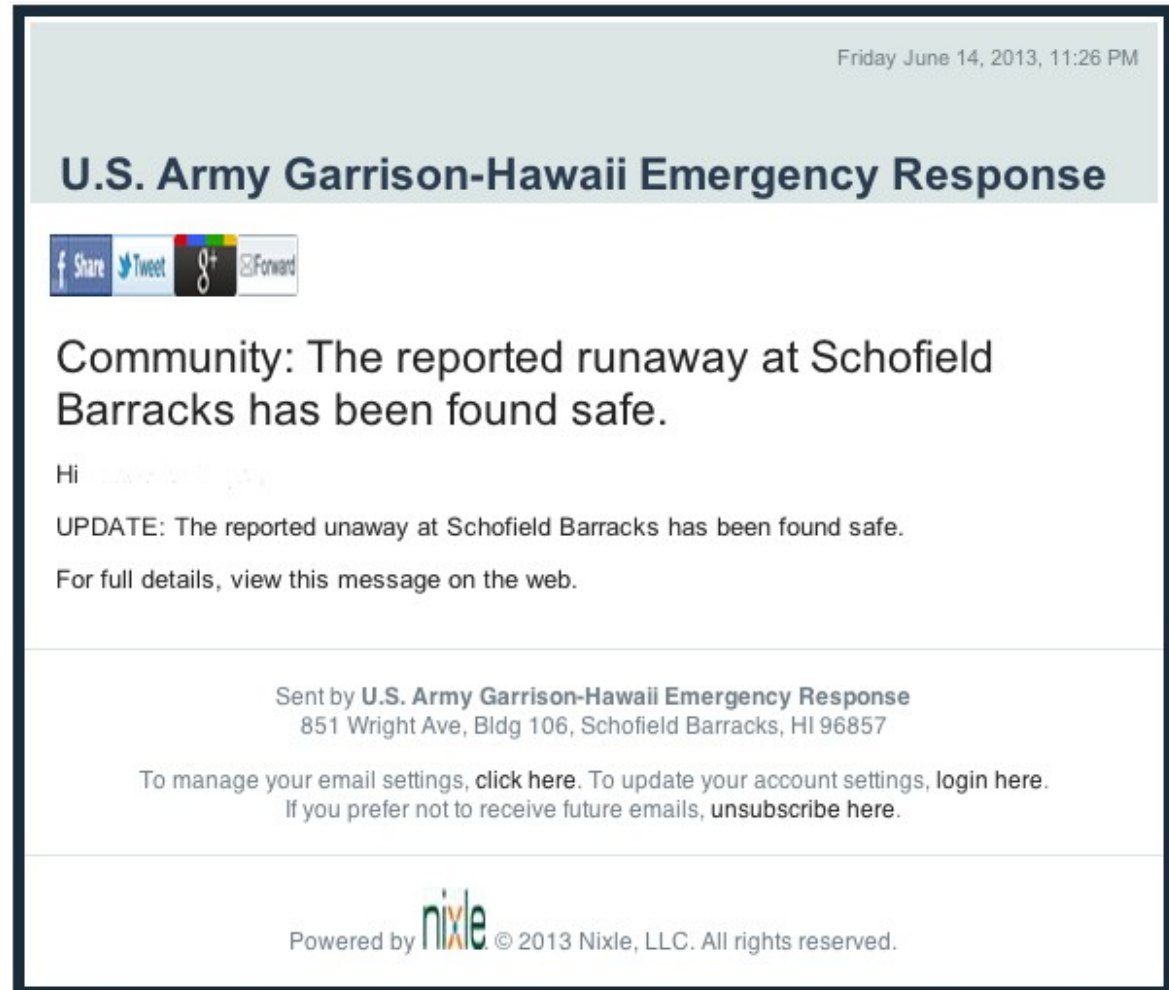 Friday June 14, 2013, 11:26 PM
U.S. Army Garrison-Hawaii Emergency Response
f Share Tweet g+ Forward
Community: The reported runaway at Schofield
Barracks has been found safe.
Hi
UPDATE: The reported unaway at Schofield Barracks has been found safe.
For full details, view this message on the web.
Sent by U.S. Army Garrison-Hawaii Emergency Response
851 Wright Ave, Bldg 106, Schofield Barracks, HI 96857
To manage your email settings, click here. To update your account settings, login here.
If you prefer not to receive future emails, unsubscribe here.
Powered by nixle. © 2013 Nixle, LLC. All rights reserved.